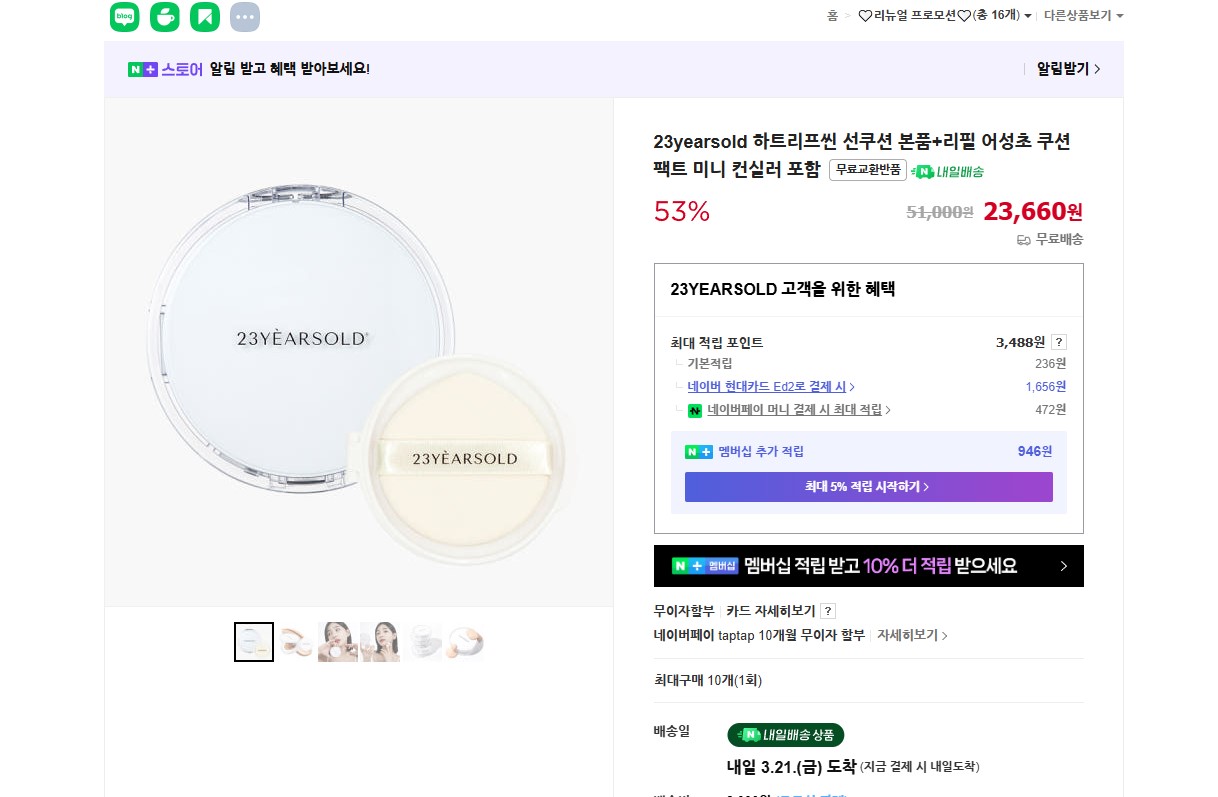 blog
홈 > ♡리뉴얼 프로모션♡(총 16개) 다른상품보기
N+ 스토어 알림 받고 혜택 받아보세요!
알림받기 >
23YÈARSOLD®
23YÈARSOLD
23yearsold 하트리프씬 선쿠션 본품+리필 어성초 쿠션
팩트 미니 컨실러 포함 무료교환반품 N 내일배송
53% 51,000원 23,660원
무료배송
23YEARSOLD 고객을 위한 혜택
최대 적립 포인트 3,488원 ?
기본적립 236원
네이버 현대카드 Ed2로 결제 시 > 1,656원
N 네이버페이 머니 결제 시 최대 적립 > 472원
N+ 멤버십 추가 적립 946원
최대 5% 적립 시작하기 >
N+ 멤버십 멤버십 적립 받고 10% 더 적립 받으세요 >
무이자할부 카드 자세히보기 ?
네이버페이 taptap 10개월 무이자 할부 자세히보기 >
최대구매 10개(1회)
배송일 N 내일배송 상품
내일 3.21.(금) 도착 (지금 결제 시 내일도착)